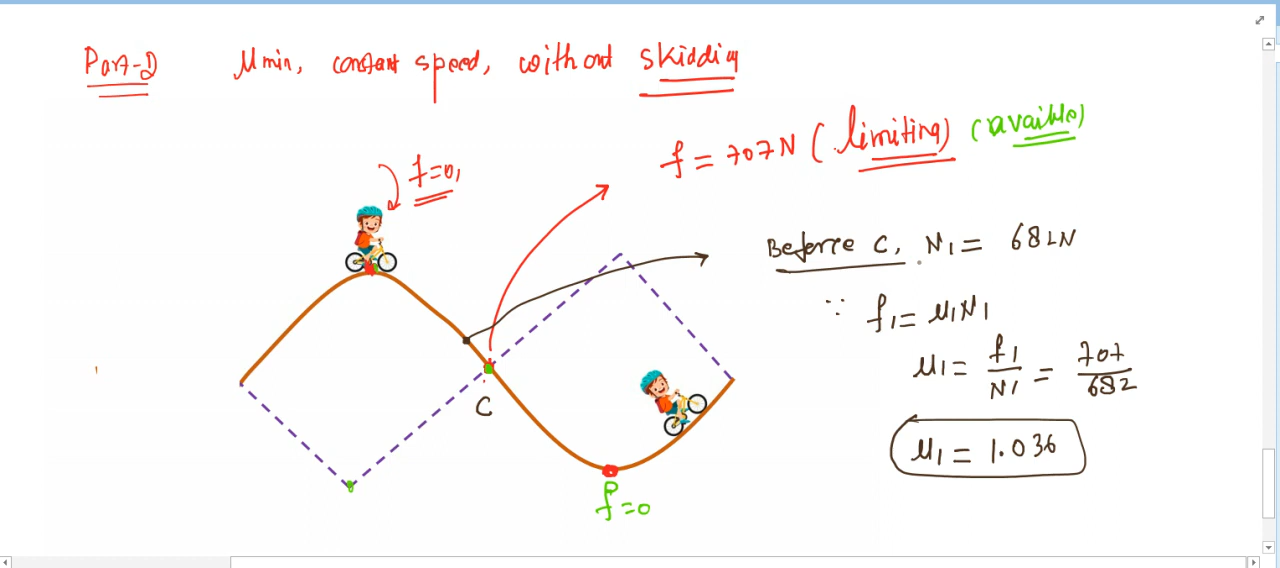 Part-D μmin, constant speed, without skidding
f = 707N (limiting) (avaible)
f=0,
Before C, N1 = 682N
∵ f1 = μ1N1
μ1 = f1/N1 = 707/682
C
μ1 = 1.036
f=0